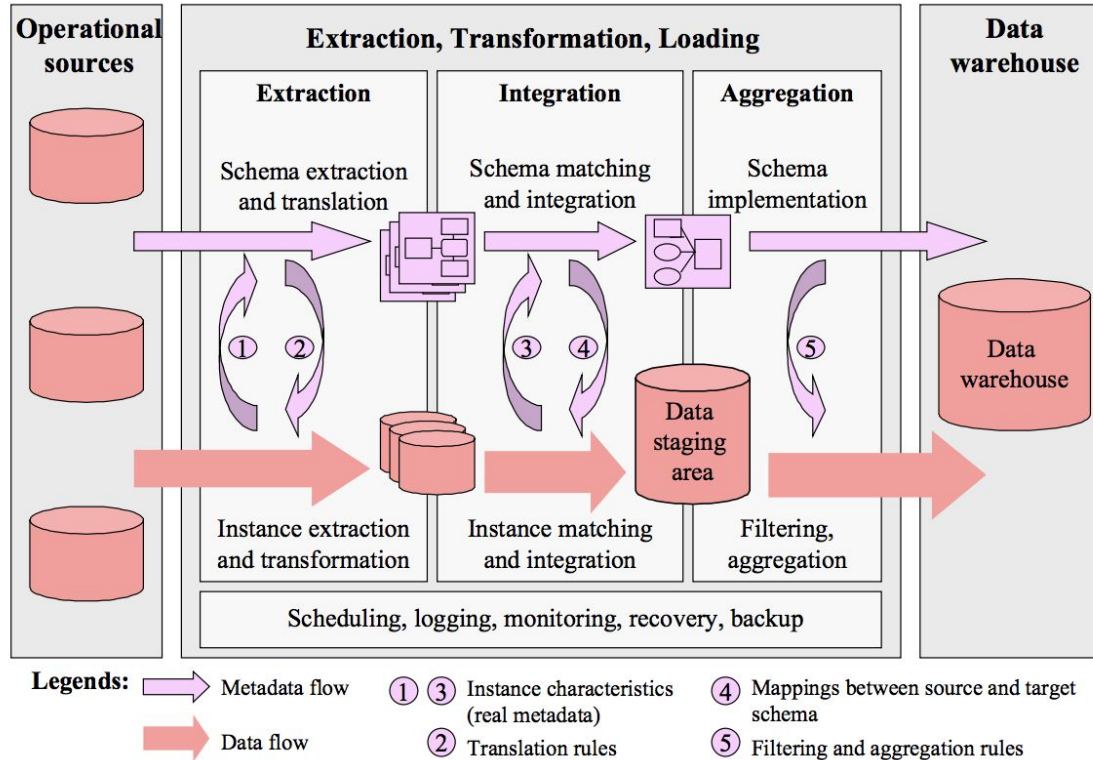 Operational
sources
Extraction, Transformation, Loading
Data
warehouse
Extraction
Integration
Aggregation
Schema extraction
and translation
Schema matching
and integration
Schema
implementation
1
2
3
4
5
Data
warehouse
Data
staging
area
Instance extraction
and transformation
Instance matching
and integration
Filtering,
aggregation
Scheduling, logging, monitoring, recovery, backup
Legends:
Metadata flow
Data flow
1 3 Instance characteristics
(real metadata)
2 Translation rules
4 Mappings between source and target
schema
5 Filtering and aggregation rules